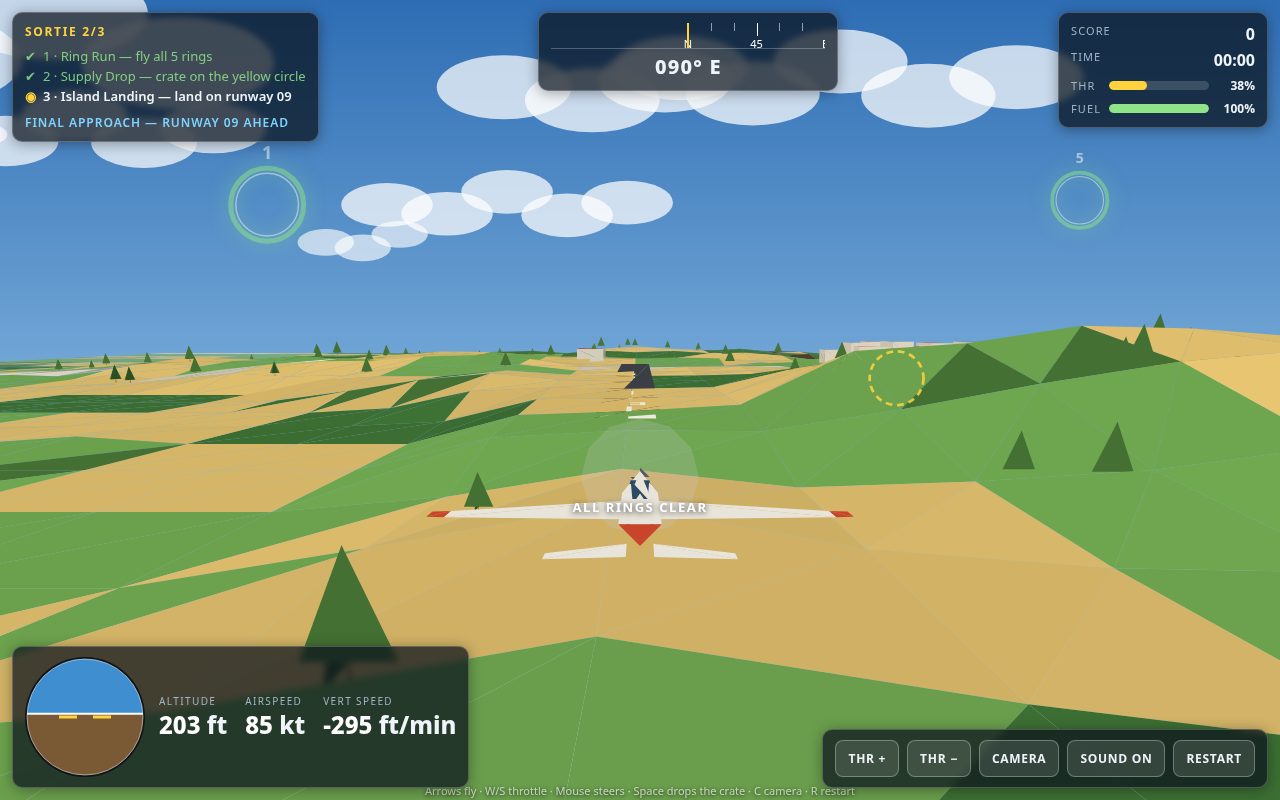 SORTIE 2/3
✔ 1 · Ring Run — fly all 5 rings
✔ 2 · Supply Drop — crate on the yellow circle
◉ 3 · Island Landing — land on runway 09
FINAL APPROACH — RUNWAY 09 AHEAD
N 45
090° E
SCORE 0
TIME 00:00
THR 38%
FUEL 100%
1
5
ALL RINGS CLEAR
ALTITUDE AIRSPEED VERT SPEED
203 ft 85 kt -295 ft/min
THR + THR − CAMERA SOUND ON RESTART
Arrows fly · W/S throttle · Mouse steers · Space drops the crate · C camera · R restart